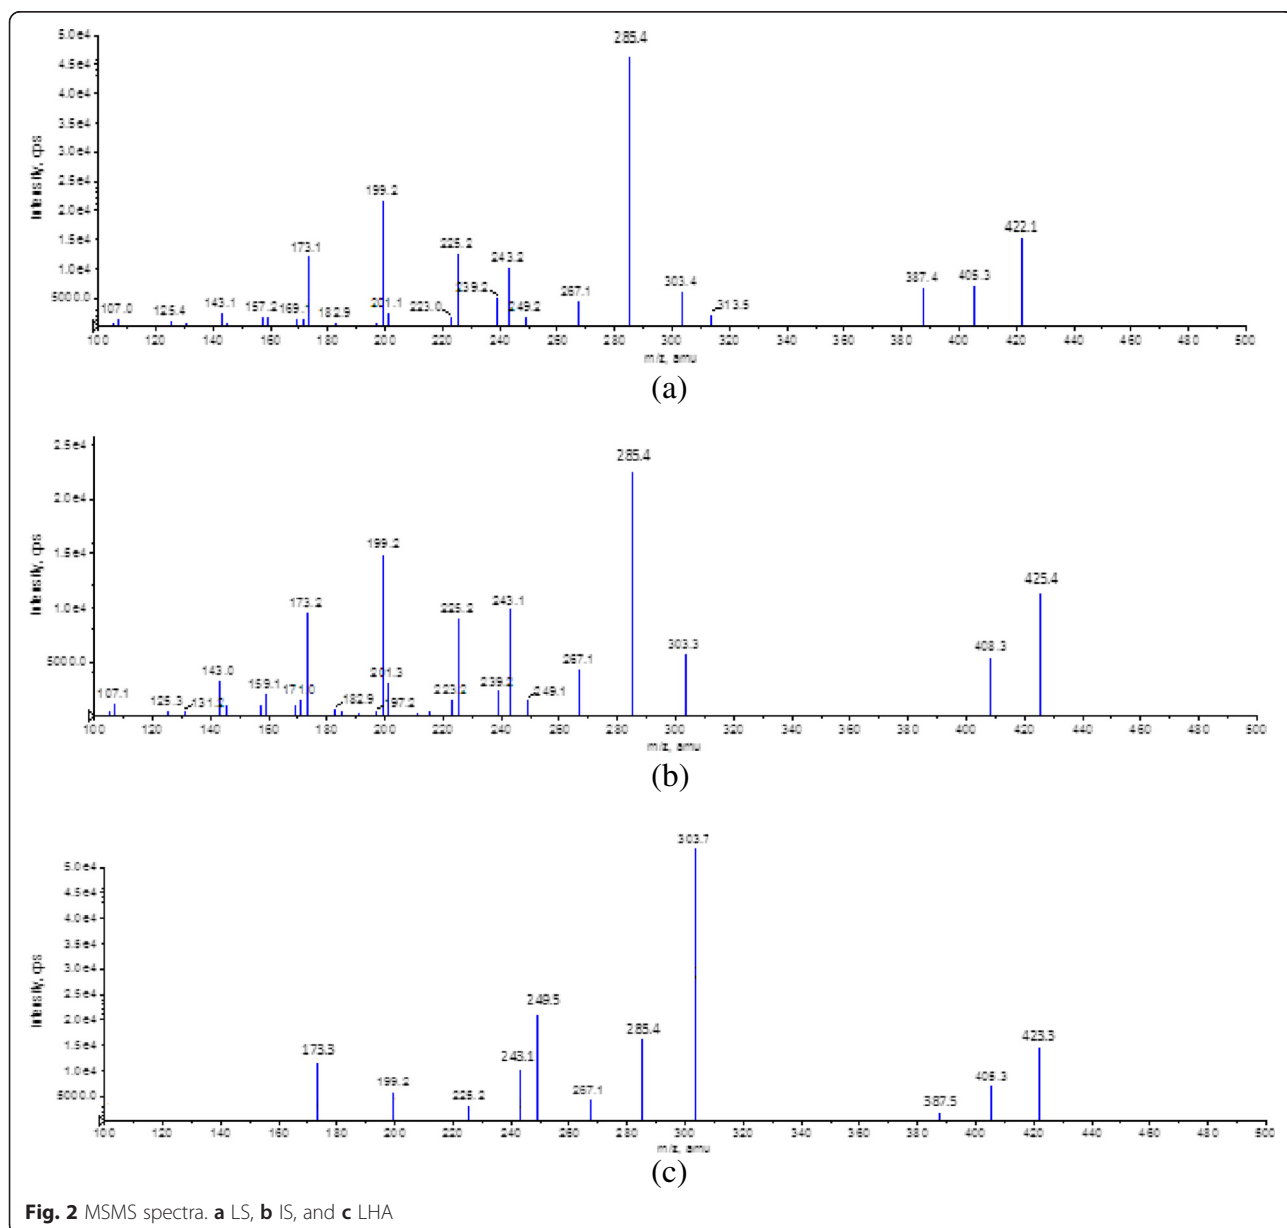 5.0e4
285.4
4.5e4
4.0e4
3.5e4
3.0e4
Intensity, cps
2.5e4
199.2
2.0e4
422.1
1.5e4
173.1 225.2 243.2
1.0e4
239.2 303.4 387.4 405.3
5000.0 107.0 125.4 143.1 157.2 169.1 182.9 201.1 223.0 249.2 267.1 313.5
100 120 140 160 180 200 220 240 260 280 300 320 340 360 380 400 420 440 460 480 500
m/z, amu
(a)
2.5e4
285.4
2.0e4
199.2
1.5e4
Intensity, cps
425.4
173.2 225.2 243.1
1.0e4
303.3 408.3
5000.0 143.0 201.3 239.2 267.1
107.1 125.3 131.2 159.1 171.0 182.9 197.2 223.2 249.1
100 120 140 160 180 200 220 240 260 280 300 320 340 360 380 400 420 440 460 480 500
m/z, amu
(b)
303.7
5.0e4
4.5e4
4.0e4
3.5e4
3.0e4
Intensity, cps
2.5e4
249.5
2.0e4
285.4 423.3
1.5e4
173.3 243.1
1.0e4
199.2 267.1 405.3
5000.0 225.2 387.5
100 120 140 160 180 200 220 240 260 280 300 320 340 360 380 400 420 440 460 480 500
m/z, amu
(c)
Fig. 2 MSMS spectra. a LS, b IS, and c LHA